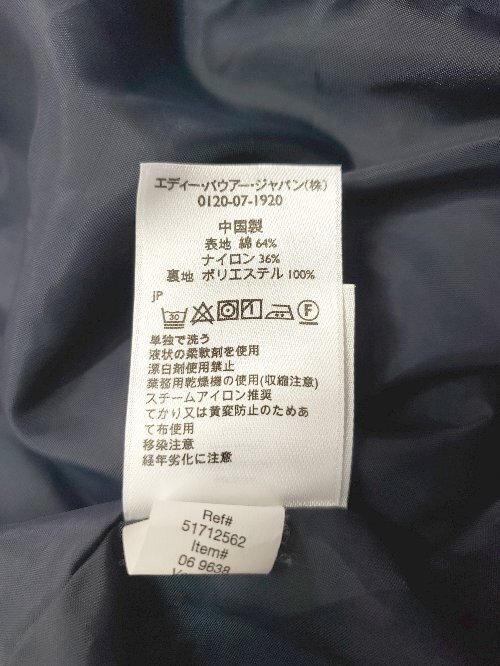 エディー・バウアー・ジャパン(株)
0120-07-1920
中国製
表地 綿 64%
ナイロン 36%
裏地 ポリエステル 100%
JP
30 1 F
単独で洗う
液状の柔軟剤を使用
漂白剤使用禁止
業務用乾燥機の使用(収縮注意)
スチームアイロン推奨
てかり又は黄変防止のためあ
て布使用
移染注意
経年劣化に注意
Ref#
51712562
Item#
06 9638